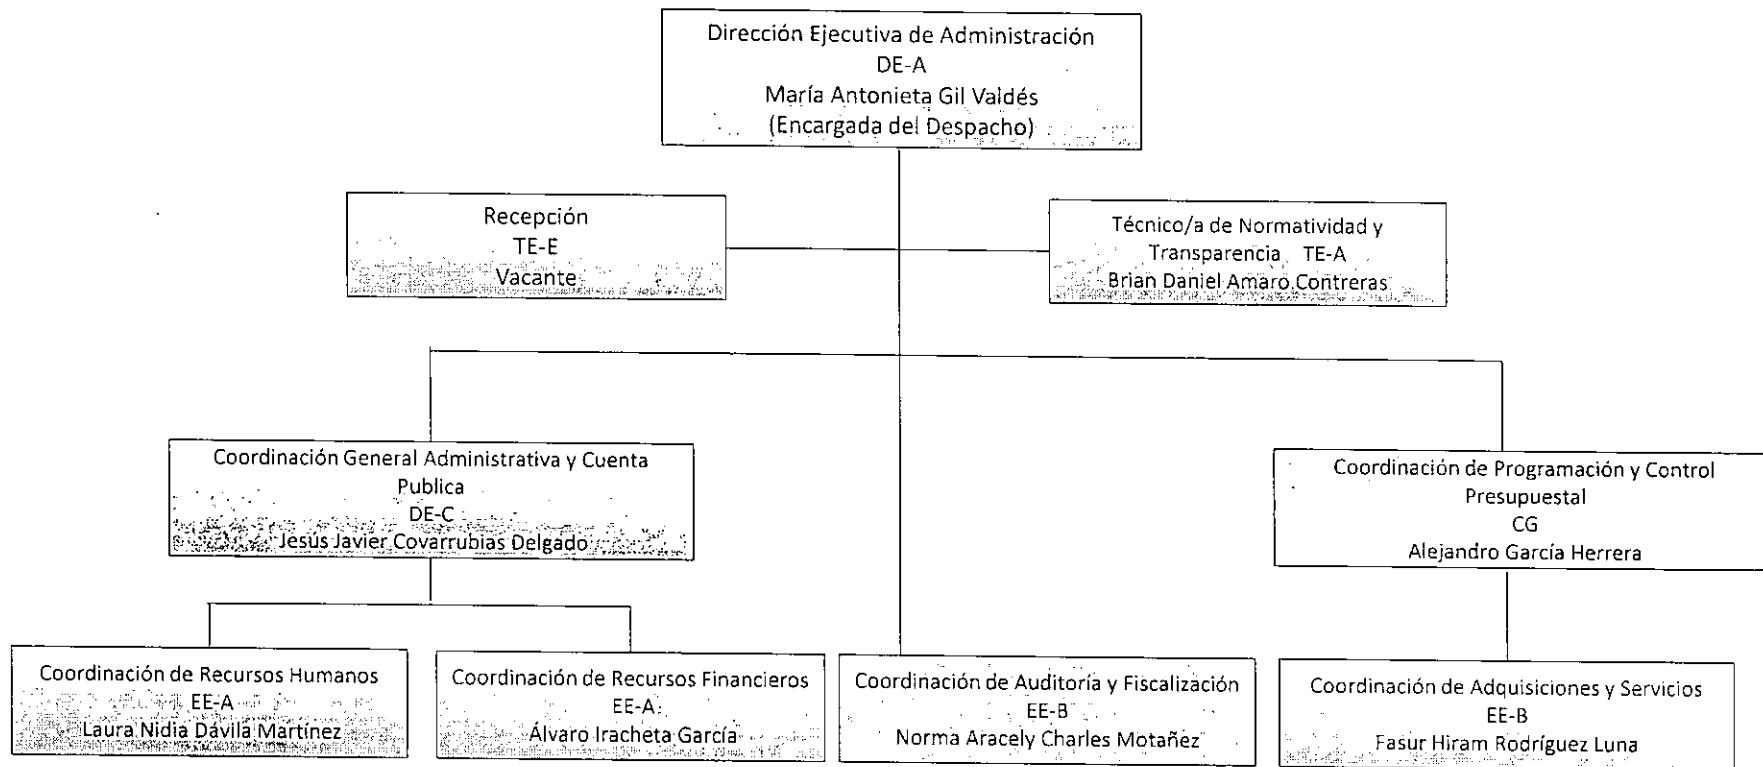 Dirección Ejecutiva de Administración
DE-A
María Antonieta Gil Valdés
(Encargada del Despacho)
Recepción
TE-E
Vacante
Técnico/a de Normatividad y
Transparencia TE-A
Brian Daniel Amaro Contreras
Coordinación General Administrativa y Cuenta
Publica
DE-C
Jesús Javier Covarrubias Delgado
Coordinación de Programación y Control
Presupuestal
CG
Alejandro García Herrera
Coordinación de Recursos Humanos
EE-A
Laura Nidia Dávila Martínez
Coordinación de Recursos Financieros
EE-A
Álvaro Iracheta García
Coordinación de Auditoría y Fiscalización
EE-B
Norma Aracely Charles Motañez
Coordinación de Adquisiciones y Servicios
EE-B
Fasur Hiram Rodríguez Luna